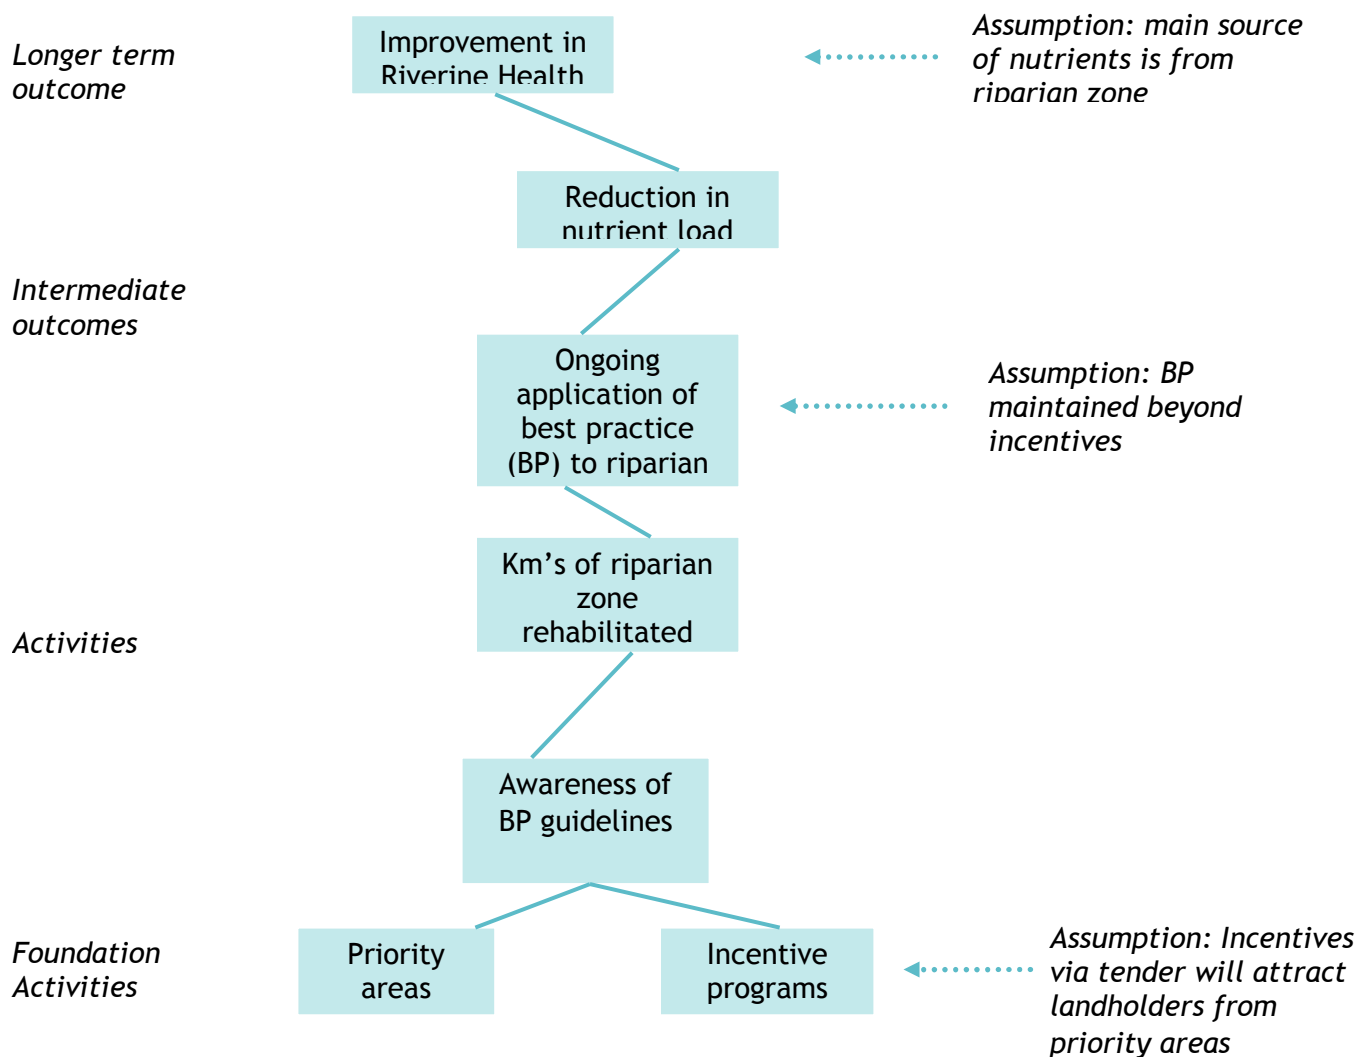 Longer term
outcome
Improvement in
Riverine Health
Assumption: main source
of nutrients is from
riparian zone
Reduction in
nutrient load
Intermediate
outcomes
Ongoing
application of
best practice
(BP) to riparian
Assumption: BP
maintained beyond
incentives
Km’s of riparian
zone
rehabilitated
Activities
Awareness of
BP guidelines
Foundation
Activities
Priority
areas
Incentive
programs
Assumption: Incentives
via tender will attract
landholders from
priority areas